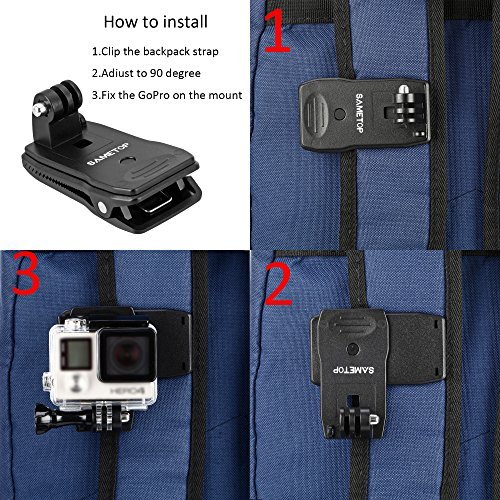 How to install
1.Clip the backpack strap
2.Adiust to 90 degree
3.Fix the GoPro on the mount
SAMETOP
1
SAMETOP
3
HERO4
2
SAMETOP